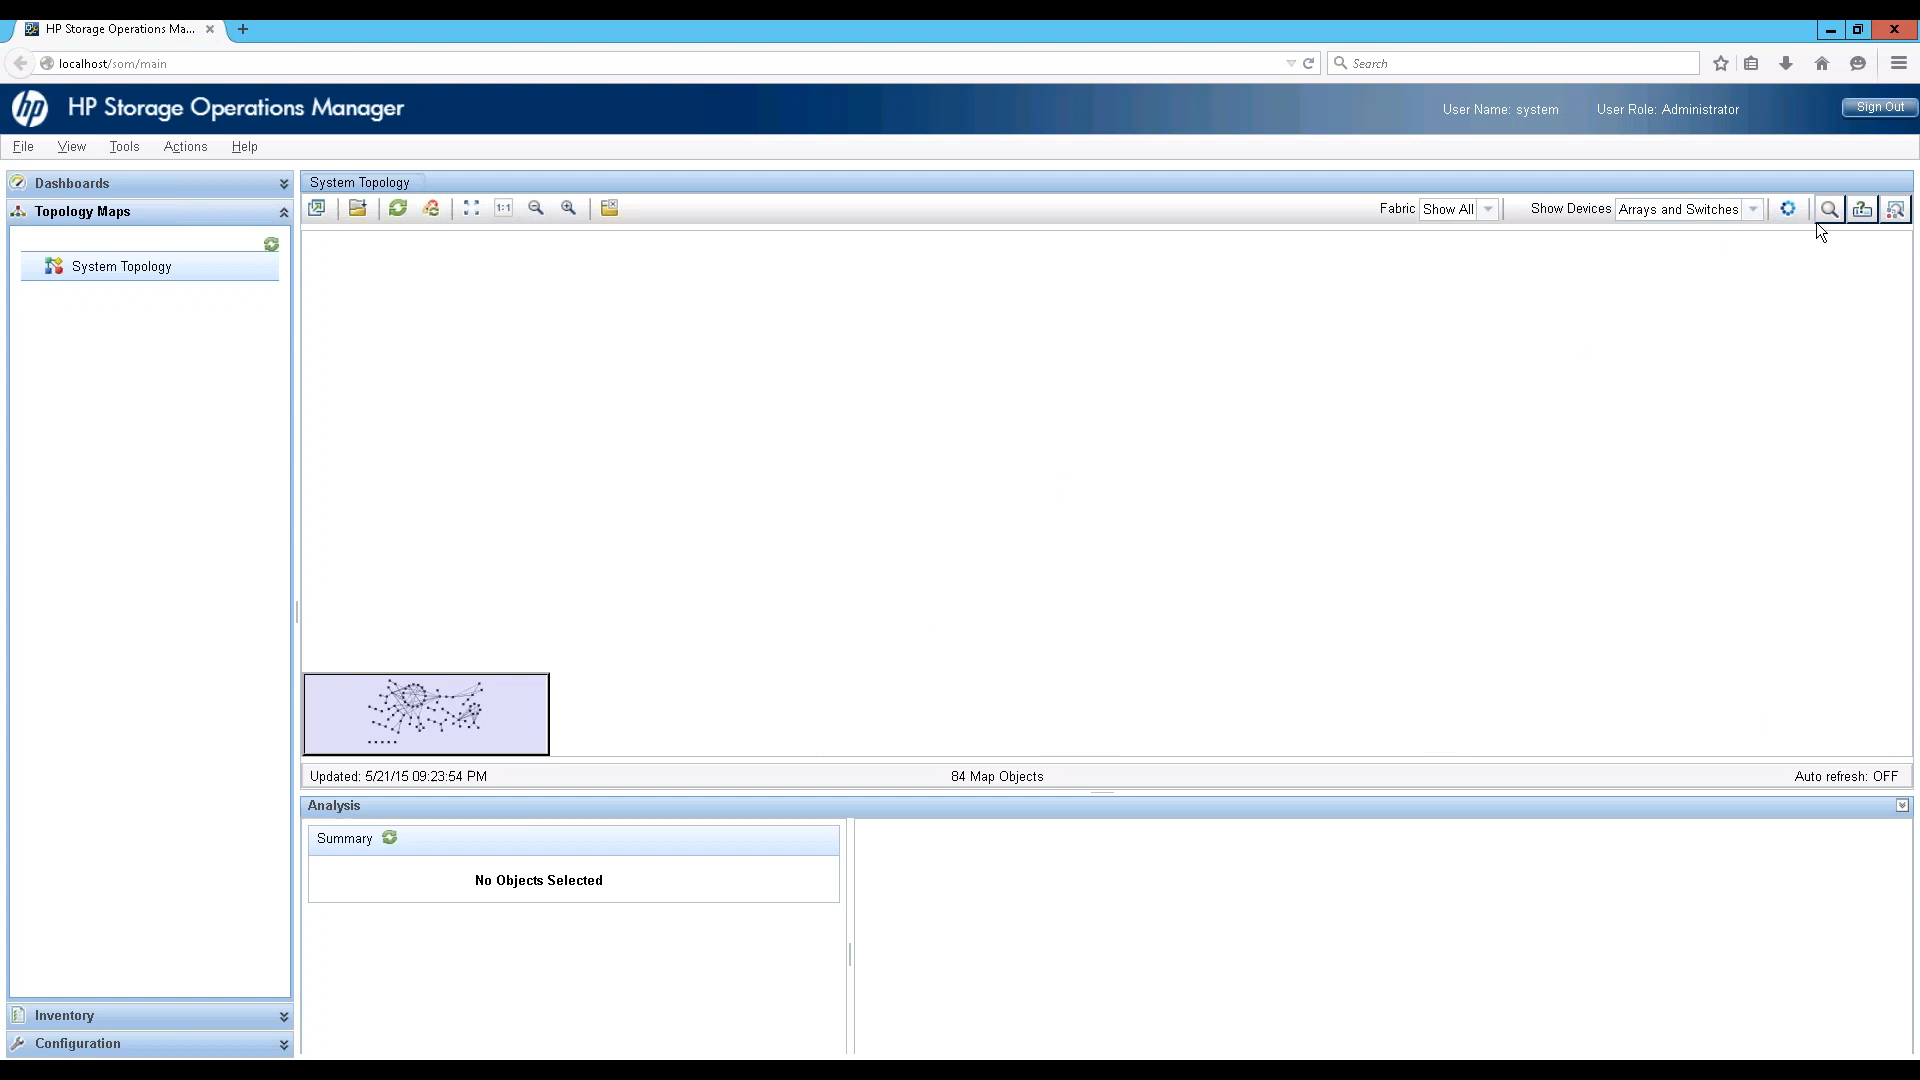 HP Storage Operations Ma...
localhost/som/main
Search
hp HP Storage Operations Manager
User Name: system
User Role: Administrator
Sign Out
File View Tools Actions Help
Dashboards
System Topology
Topology Maps
1:1
Fabric Show All
Show Devices Arrays and Switches
System Topology
Updated: 5/21/15 09:23:54 PM
84 Map Objects
Auto refresh: OFF
Analysis
Summary
No Objects Selected
Inventory
Configuration